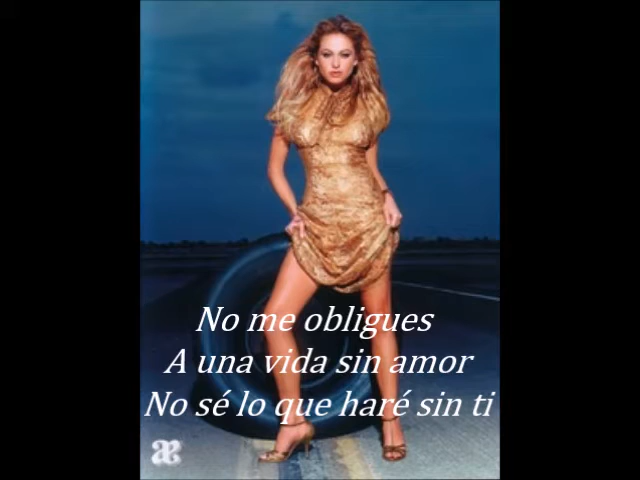 No me obligues
A una vida sin amor
No sé lo que haré sin ti